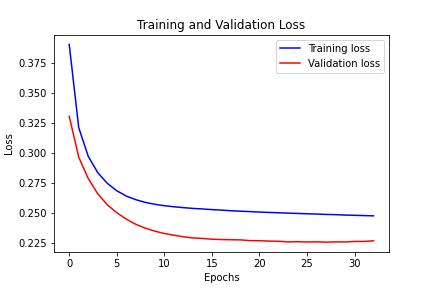 Training and Validation Loss
Training loss
Validation loss
0.375
0.350
0.325
0.300
0.275
0.250
0.225
Loss
0 5 10 15 20 25 30
Epochs